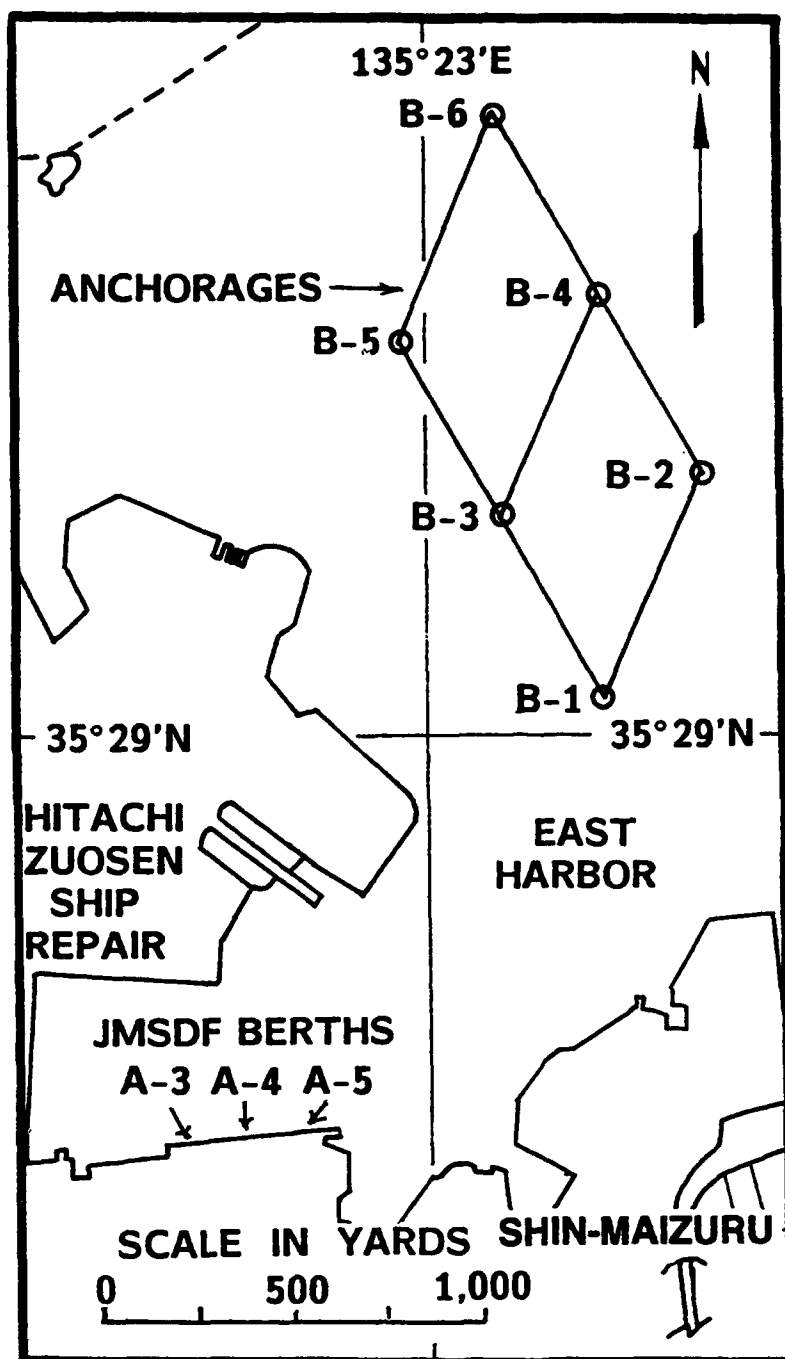 135°23'E
N
B-6
ANCHORAGES
B-4
B-5
B-2
B-3
B-1
35°29'N
35°29'N
HITACHI
ZUOSEN
SHIP
REPAIR
EAST
HARBOR
JMSDF BERTHS
A-3 A-4 A-5
SCALE IN YARDS
SHIN-MAIZURU
0 500 1,000